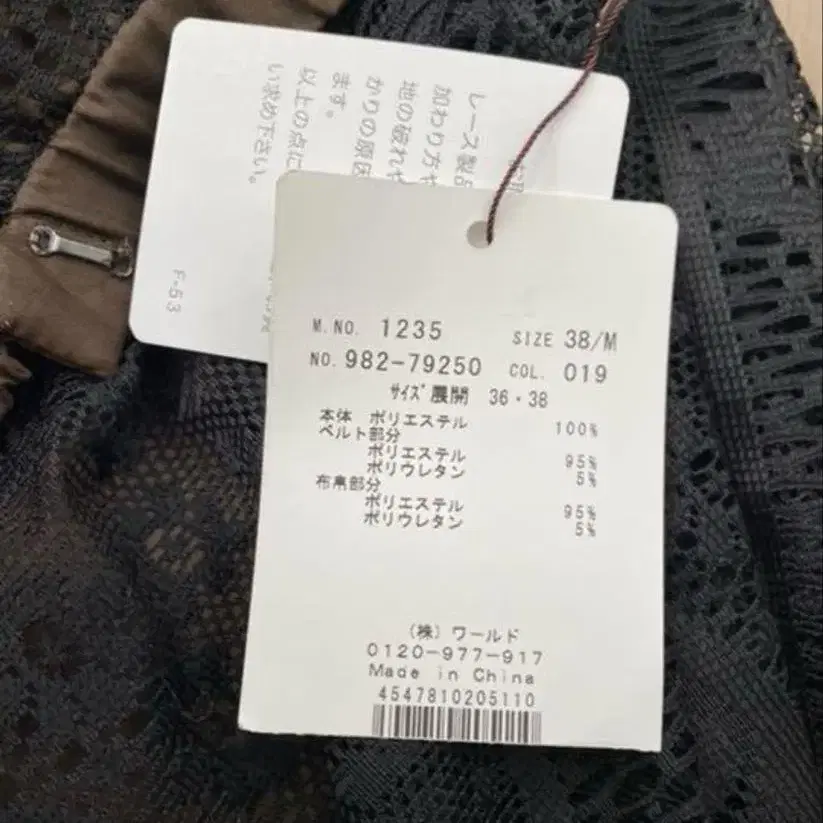 レース製品
加わり方や
地の破れや
かりの原因
ます。
以上の点に
い求め下さい。
F-53
M.NO. 1235 SIZE 38/M
NO. 982-79250 COL. 019
ｻｲｽﾞ展開 36・38
本体 ポリエステル 100%
ベルト部分
ポリエステル 95%
ポリウレタン 5%
布帛部分
ポリエステル 95%
ポリウレタン 5%
(株) ワールド
0120-977-917
Made in China
4547810205110